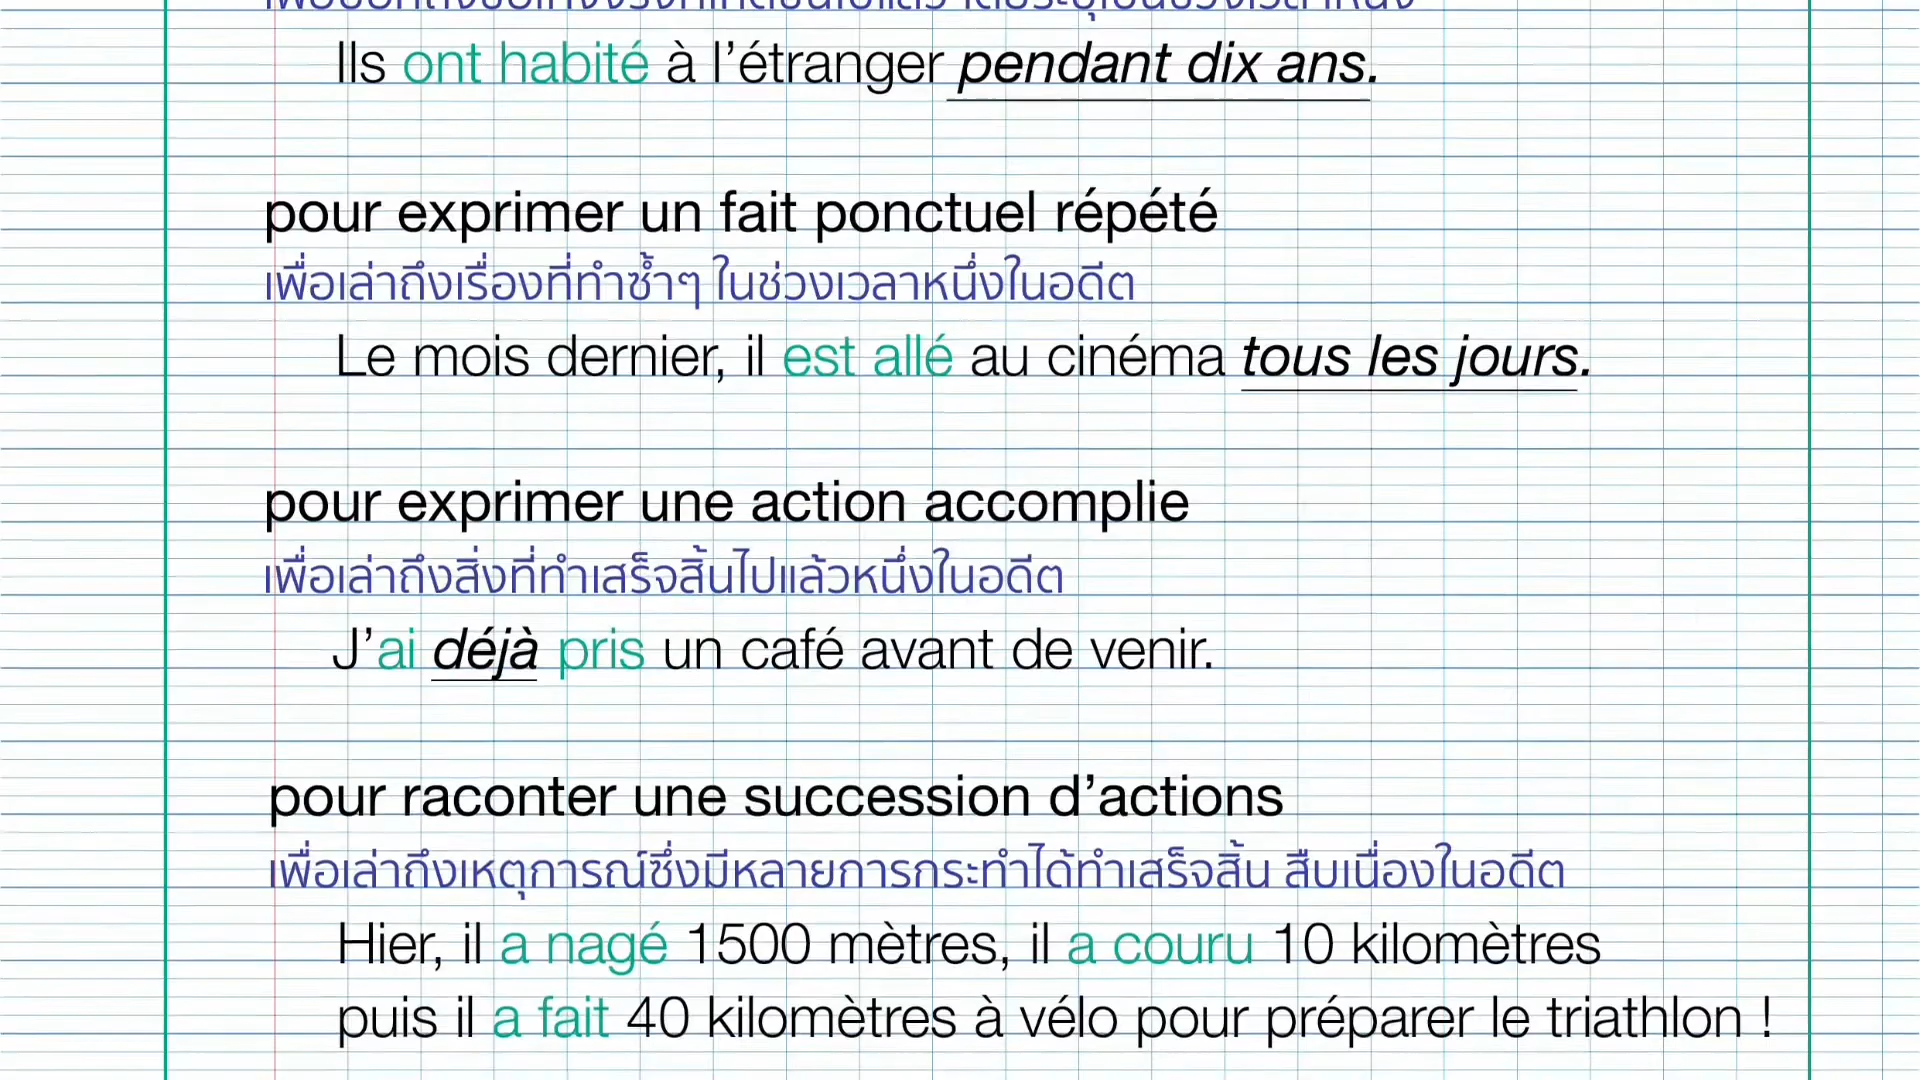 Ils ont habité à l’étranger pendant dix ans.
pour exprimer un fait ponctuel répété
เพื่อเล่าถึงเรื่องที่ทำซ้ำๆ ในช่วงเวลาหนึ่งในอดีต
Le mois dernier, il est allé au cinéma tous les jours.
pour exprimer une action accomplie
เพื่อเล่าถึงสิ่งที่ทำเสร็จสิ้นไปแล้วหนึ่งในอดีต
J’ai déjà pris un café avant de venir.
pour raconter une succession d’actions
เพื่อเล่าถึงเหตุการณ์ซึ่งมีหลายการกระทำได้ทำเสร็จสิ้น สืบเนื่องในอดีต
Hier, il a nagé 1500 mètres, il a couru 10 kilomètres
puis il a fait 40 kilomètres à vélo pour préparer le triathlon !